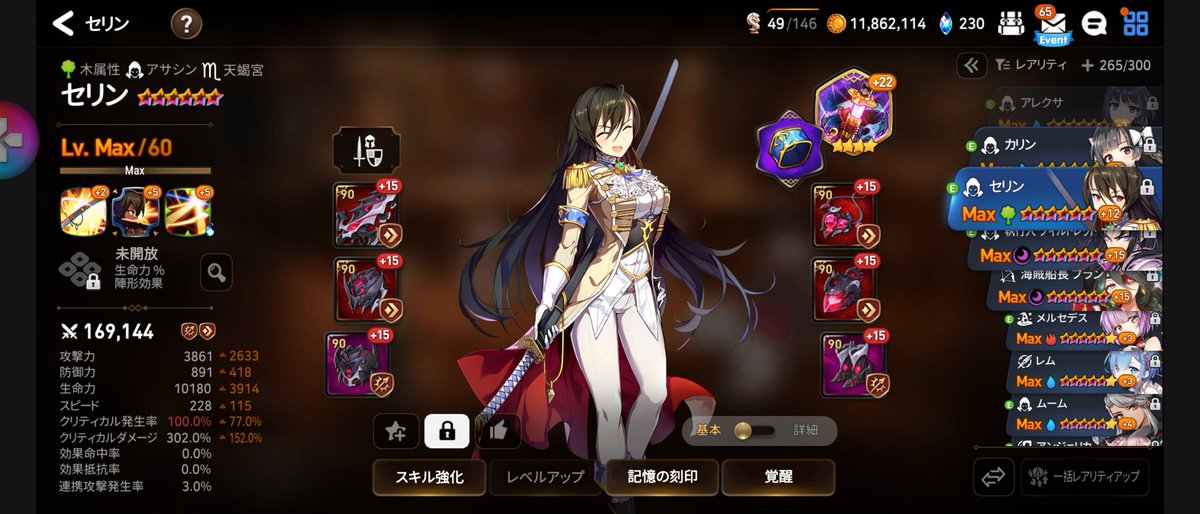 セリン
?
49/146
11,862,114
230
65
Event
木属性 アサシン 天蝎宮
セリン
Lv. Max/60
Max
+2
+5
+5
未開放
生命力 %
陣形効果
169,144
攻撃力 3861 2633
防御力 891 418
生命力 10180 3914
スピード 228 115
クリティカル発生率 100.0% 77.0%
クリティカルダメージ 302.0% 152.0%
効果命中率 0.0%
効果抵抗率 0.0%
連携攻撃発生率 3.0%
90 +15
90 +15
90 +15
+22
90 +15
90 +15
90 +15
基本 詳細
スキル強化
レベルアップ
記憶の刻印
覚醒
レアリティ
265/300
アレクサ
カリン
セリン
Max +12
Max +15
海賊船長 フラン
Max +15
メルセデス
Max +3
レム
Max +3
ムーム
Max +4
アンジェリカ
一括レアリティアップ